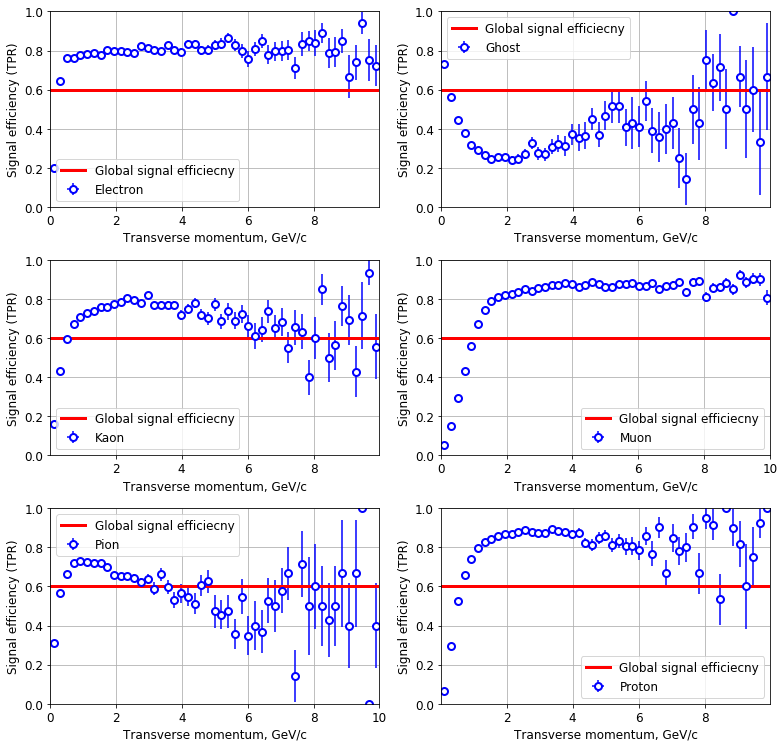 Signal efficiency (TPR)
1.0
0.8
0.6
0.4
0.2
0.0
Global signal efficiecny
Electron
0 2 4 6 8
Transverse momentum, GeV/c
Signal efficiency (TPR)
1.0
0.8
0.6
0.4
0.2
0.0
Global signal efficiecny
Ghost
2 4 6 8
Transverse momentum, GeV/c
Signal efficiency (TPR)
1.0
0.8
0.6
0.4
0.2
0.0
Global signal efficiecny
Kaon
2 4 6 8
Transverse momentum, GeV/c
Signal efficiency (TPR)
1.0
0.8
0.6
0.4
0.2
0.0
Global signal efficiecny
Muon
2 4 6 8 10
Transverse momentum, GeV/c
Signal efficiency (TPR)
1.0
0.8
0.6
0.4
0.2
0.0
Global signal efficiecny
Pion
0 2 4 6 8 10
Transverse momentum, GeV/c
Signal efficiency (TPR)
1.0
0.8
0.6
0.4
0.2
0.0
Global signal efficiecny
Proton
2 4 6 8
Transverse momentum, GeV/c